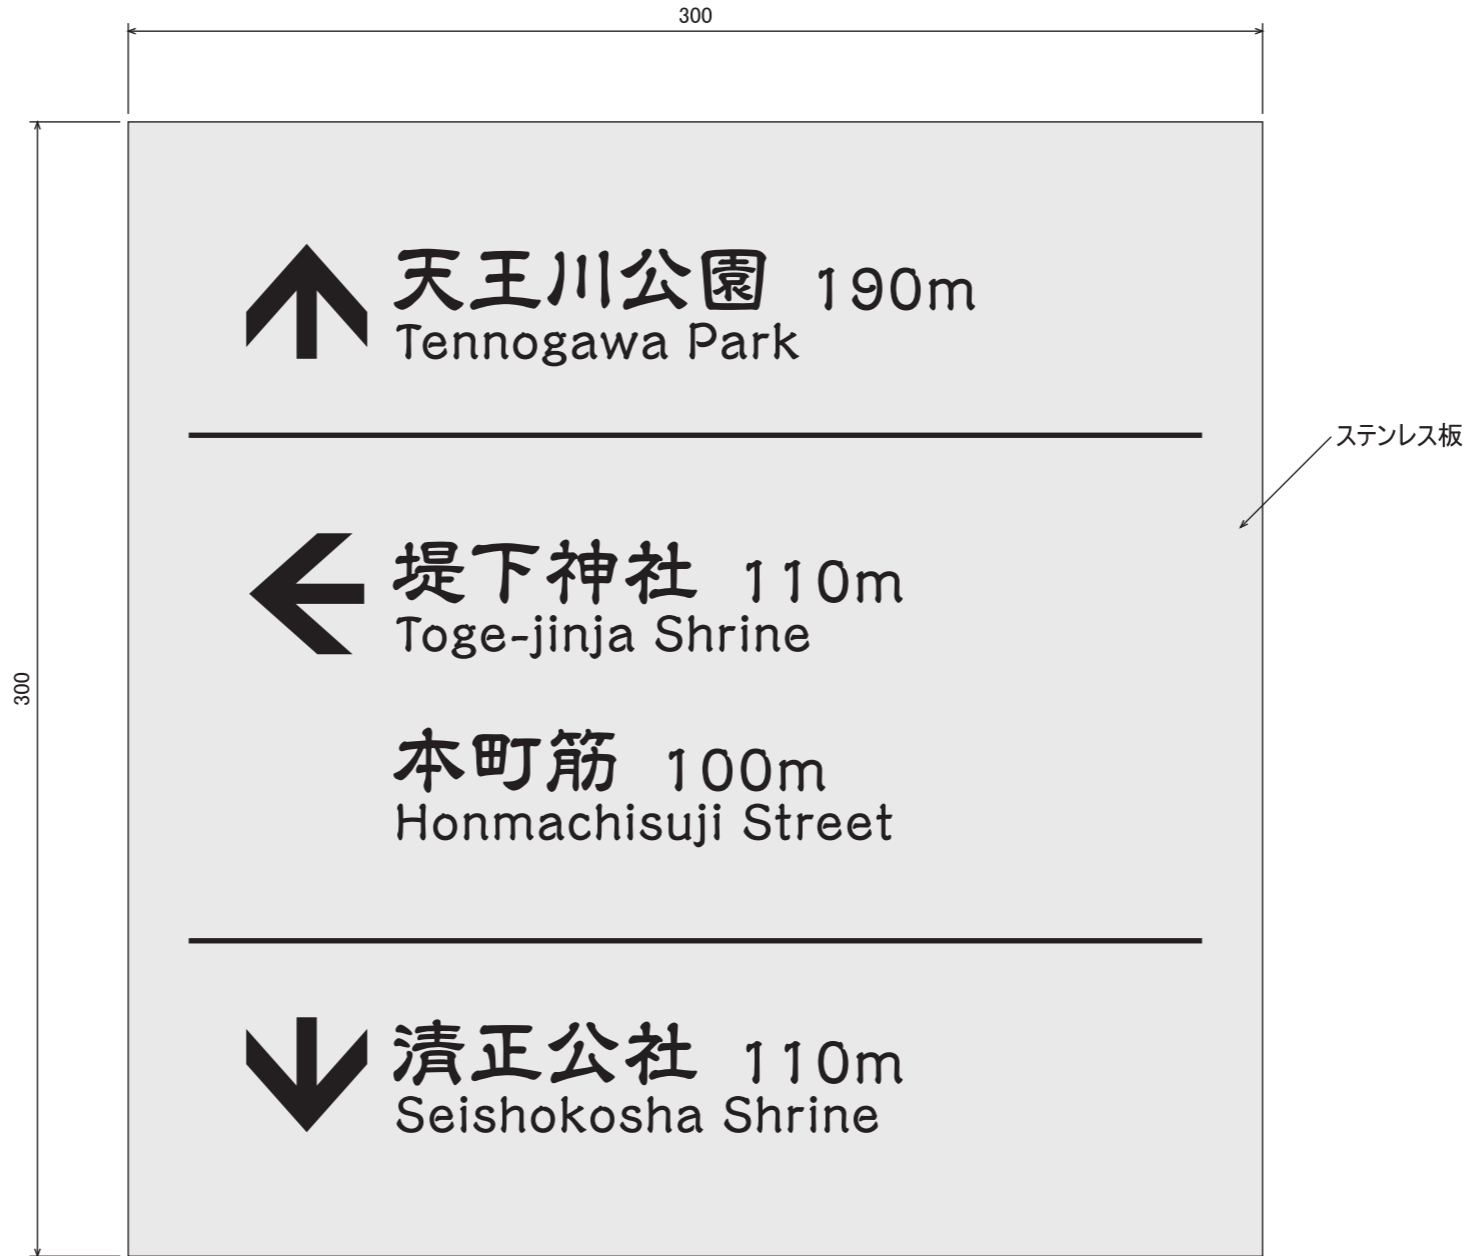 300
天王川公園 190m
Tennogawa Park
ステンレス板
堤下神社 110m
Toge-jinja Shrine
300
本町筋 100m
Honmachisuji Street
清正公社 110m
Seishokosha Shrine